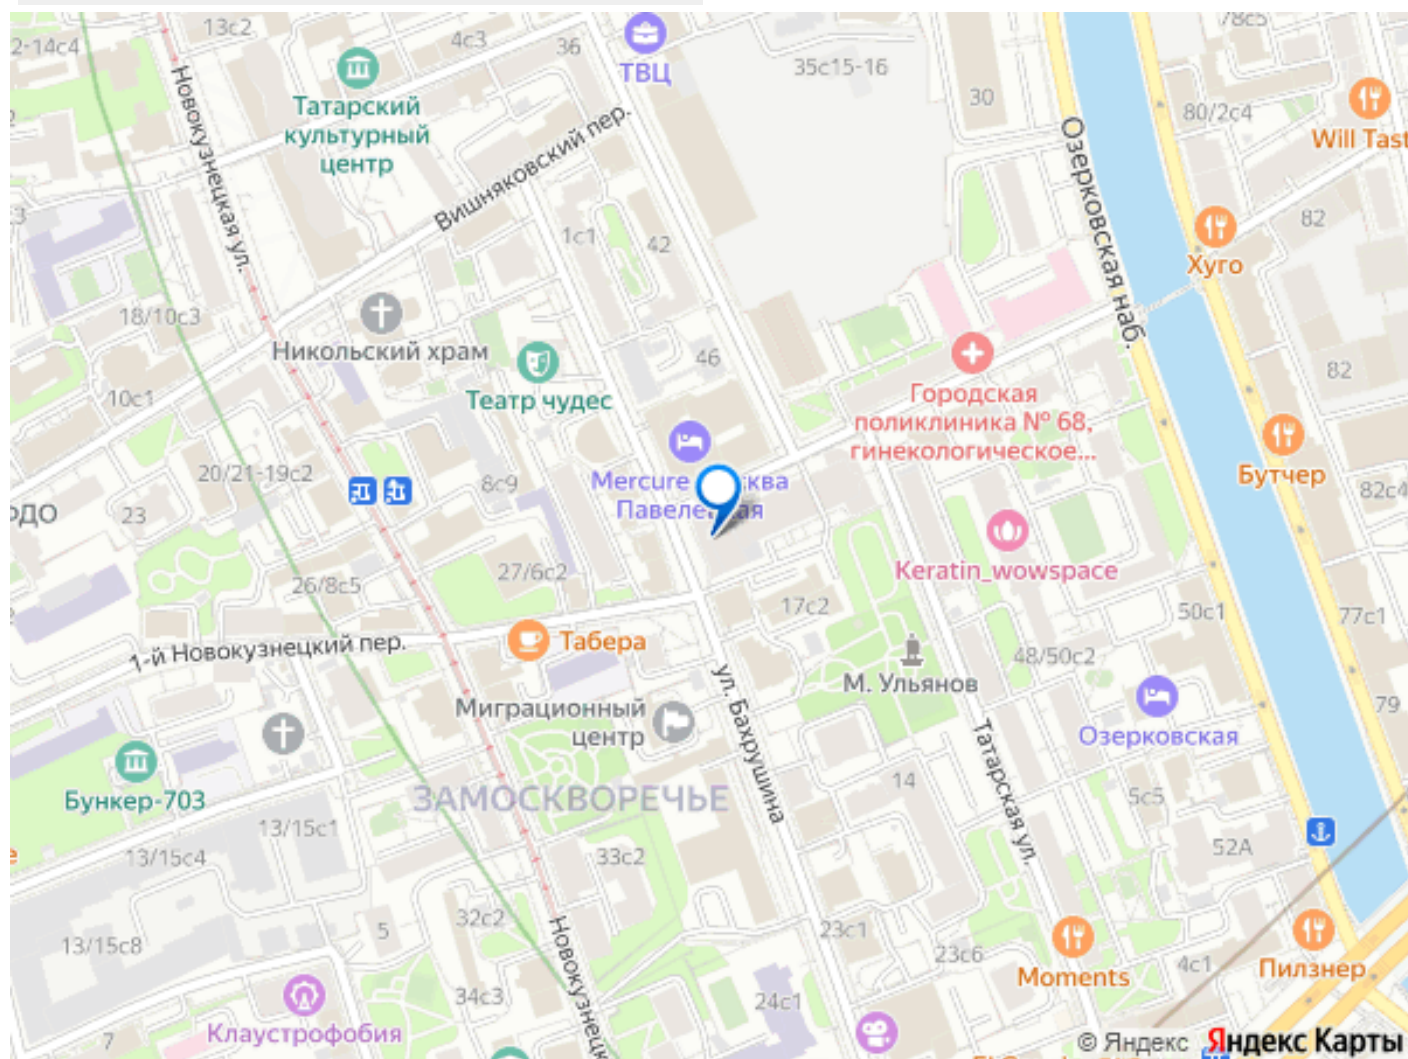 2-14с4
13с2
4с3
36
ТВЦ
35с15-16
30
78с5
80/2с4
Will Tast
Татарский
культурный
центр
Новокузнецкая ул.
Вишняковский пер.
Озерковская наб.
82
Хуго
1с1
42
18/10с3
Никольский храм
46
Театр чудес
10с1
82
Городская
поликлиника № 68,
гинекологическое...
Бутчер
20/21-19с2
8с9
Mercure
ква
Павеле
ая
82с4
ОДО
23
27/6с2
26/8с5
Keratin_wowspace
17с2
50с1
77с1
1-й Новокузнецкий пер.
Табера
48/50с2
М. Ульянов
ул. Бахрушина
Миграционный
центр
79
Озерковская
Татарская ул.
Бункер-703
ЗАМОСКВОРЕЧЬЕ
14
5с5
13/15с1
13/15с4
33с2
52А
32с2
5
13/15с8
23с1
23с6
4с1
Пилзнер
Moments
Новокузнецк
34с3
24с1
Клаустрофобия
7
© Яндекс Яндекс Карты